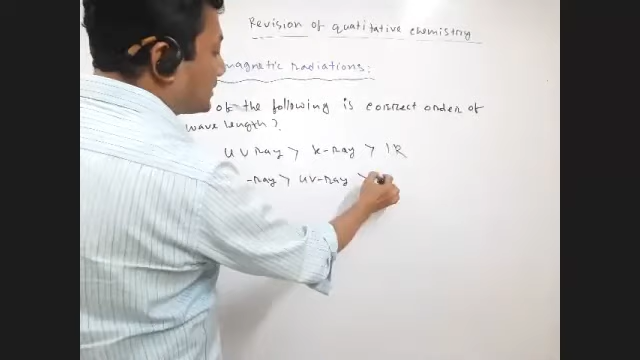 Revision of quatitative chemistry
magnetic radiations:
of the following is correct order of
wave length?
UV Ray > X-Ray > IR
-Ray > UV-Ray >